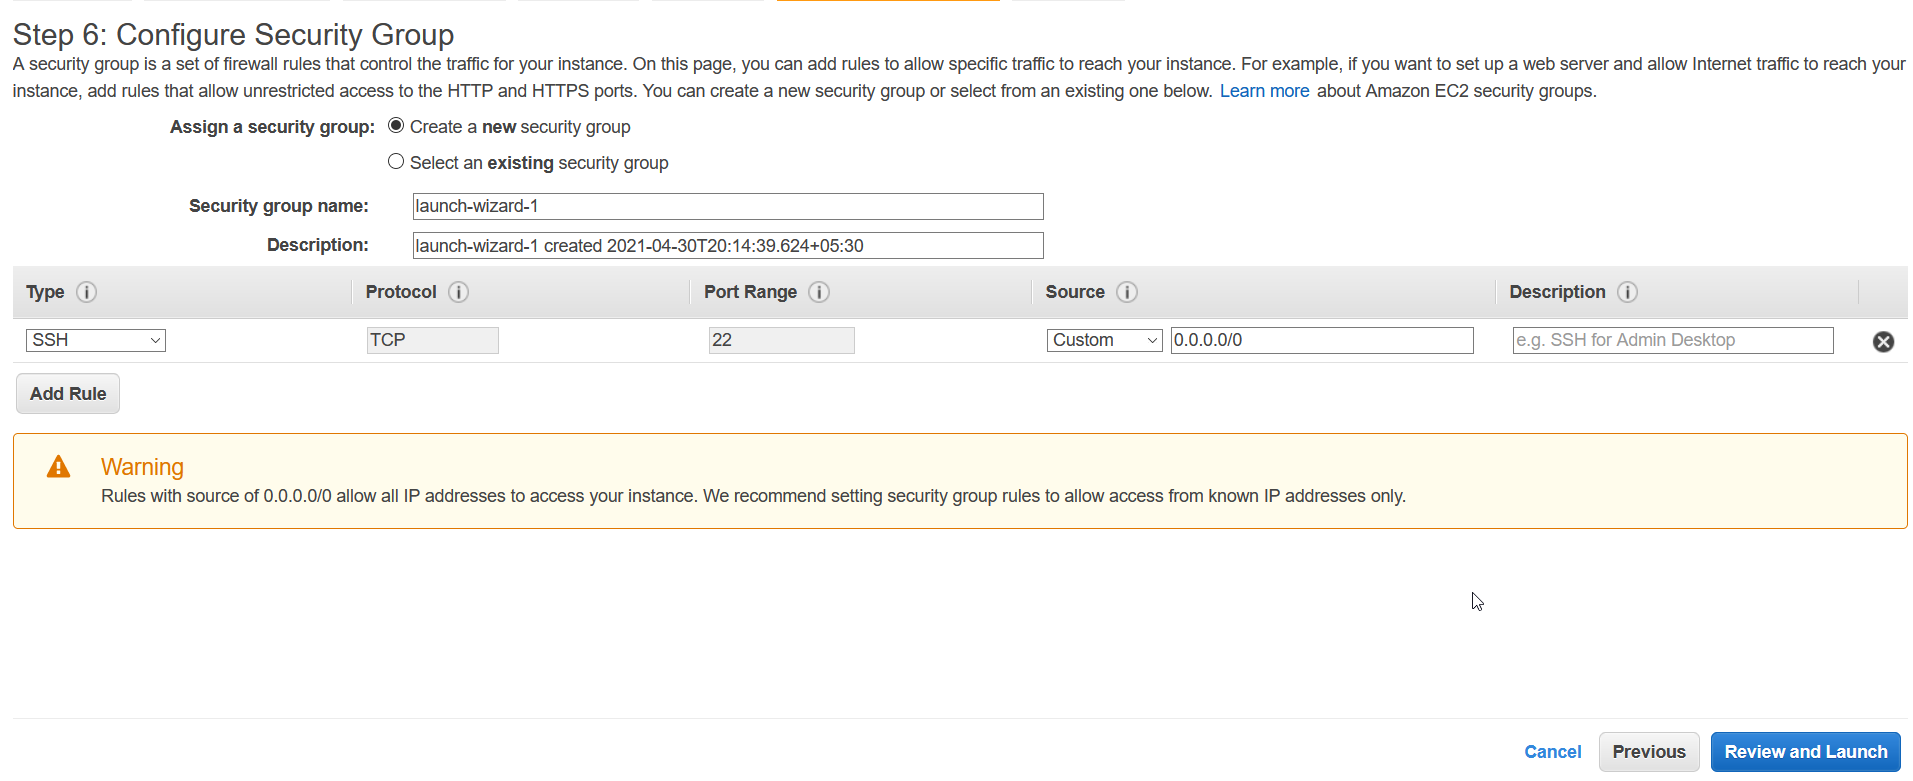 Step 6: Configure Security Group
A security group is a set of firewall rules that control the traffic for your instance. On this page, you can add rules to allow specific traffic to reach your instance. For example, if you want to set up a web server and allow Internet traffic to reach your
instance, add rules that allow unrestricted access to the HTTP and HTTPS ports. You can create a new security group or select from an existing one below. Learn more about Amazon EC2 security groups.
Assign a security group: Create a new security group
Select an existing security group
Security group name: launch-wizard-1
Description: launch-wizard-1 created 2021-04-30T20:14:39.624+05:30
Type i Protocol i Port Range i Source i Description i
SSH TCP 22 Custom 0.0.0.0/0 e.g. SSH for Admin Desktop
Add Rule
Warning
Rules with source of 0.0.0.0/0 allow all IP addresses to access your instance. We recommend setting security group rules to allow access from known IP addresses only.
Cancel Previous Review and Launch